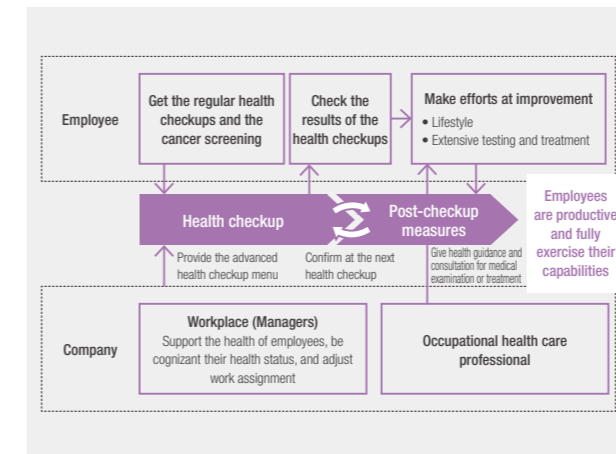 Employee
Get the regular health
checkups and the
cancer screening
Check the
results of the
health checkups
Make efforts at improvement
• Lifestyle
• Extensive testing and treatment
Health checkup
Post-checkup
measures
Employees
are productive
and fully
exercise their
capabilities
Provide the advanced
health checkup menu
Confirm at the next
health checkup
Give health guidance and
consultation for medical
examination or treatment
Company
Workplace (Managers)
Support the health of employees, be
cognizant their health status, and adjust
work assignment
Occupational health care
professional